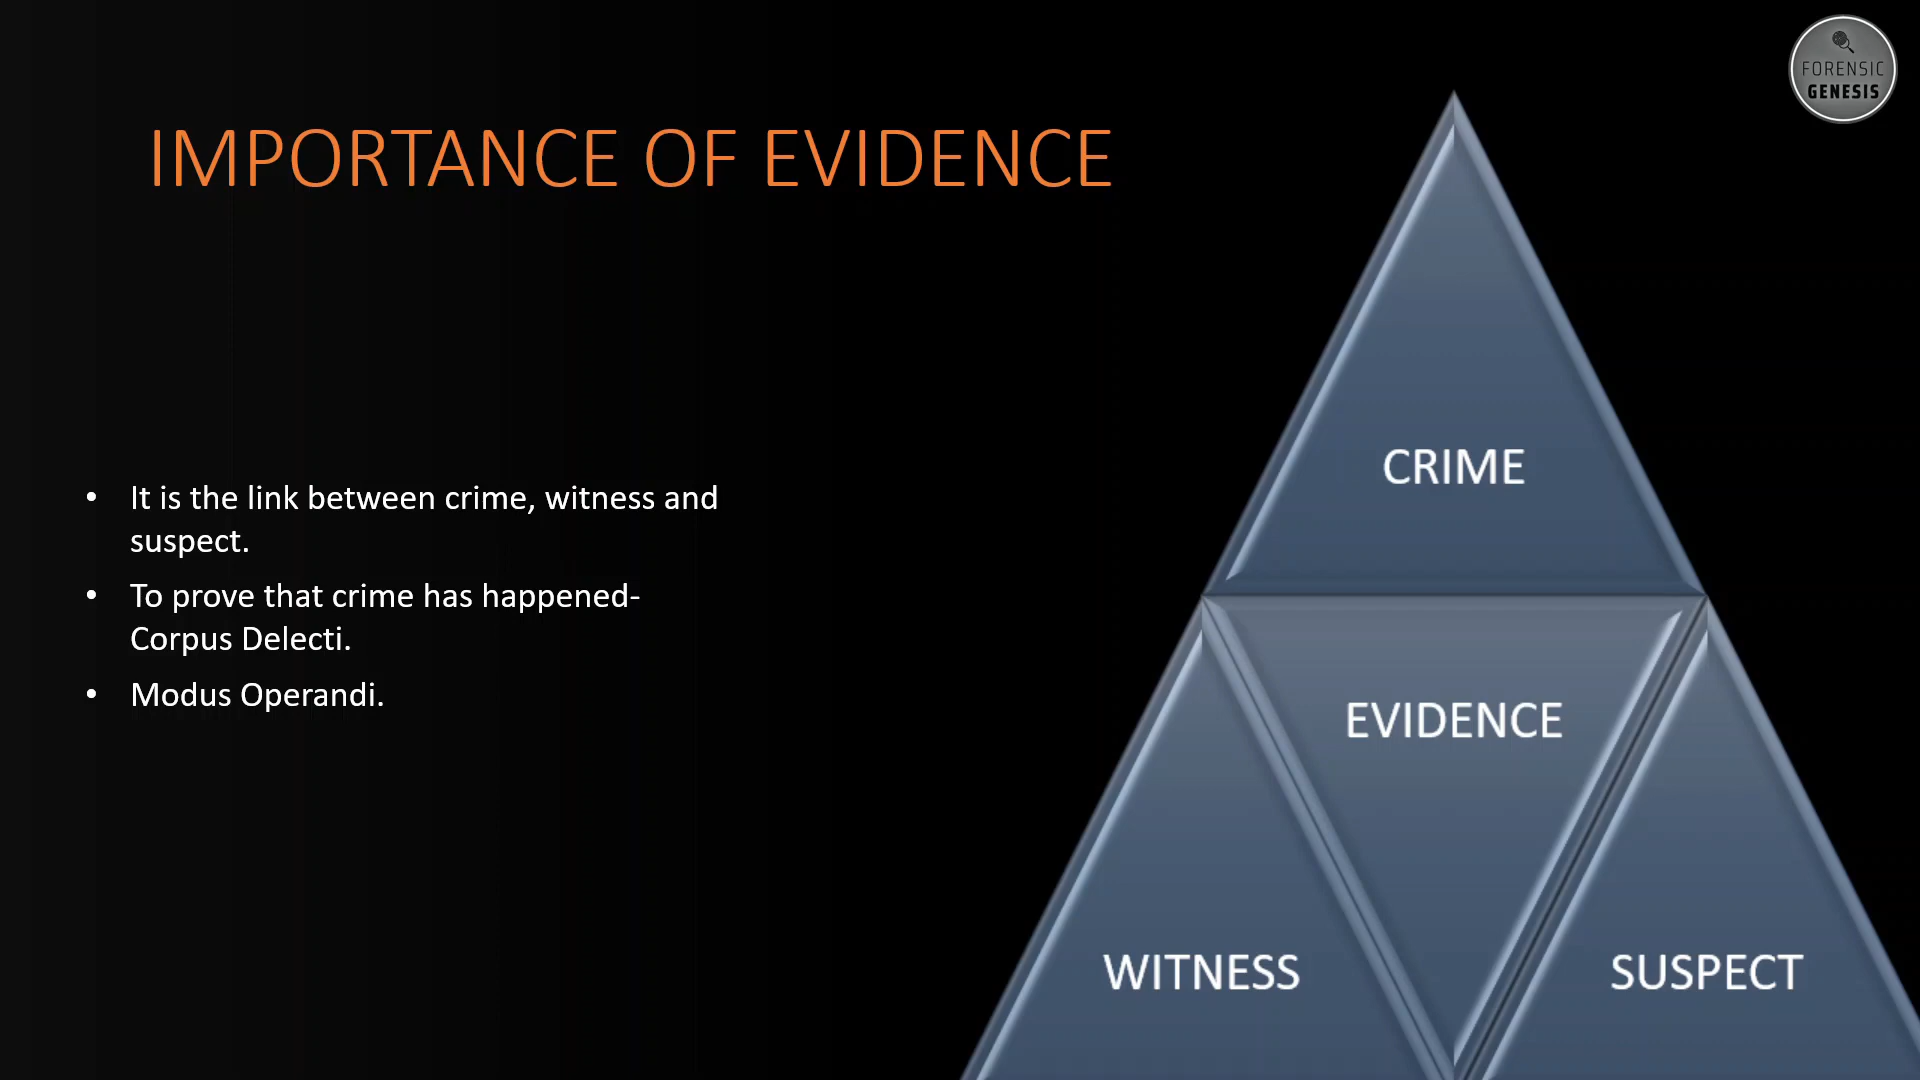 FORENSIC
GENESIS
IMPORTANCE OF EVIDENCE
• It is the link between crime, witness and
suspect.
• To prove that crime has happened-
Corpus Delecti.
• Modus Operandi.
CRIME
EVIDENCE
WITNESS
SUSPECT